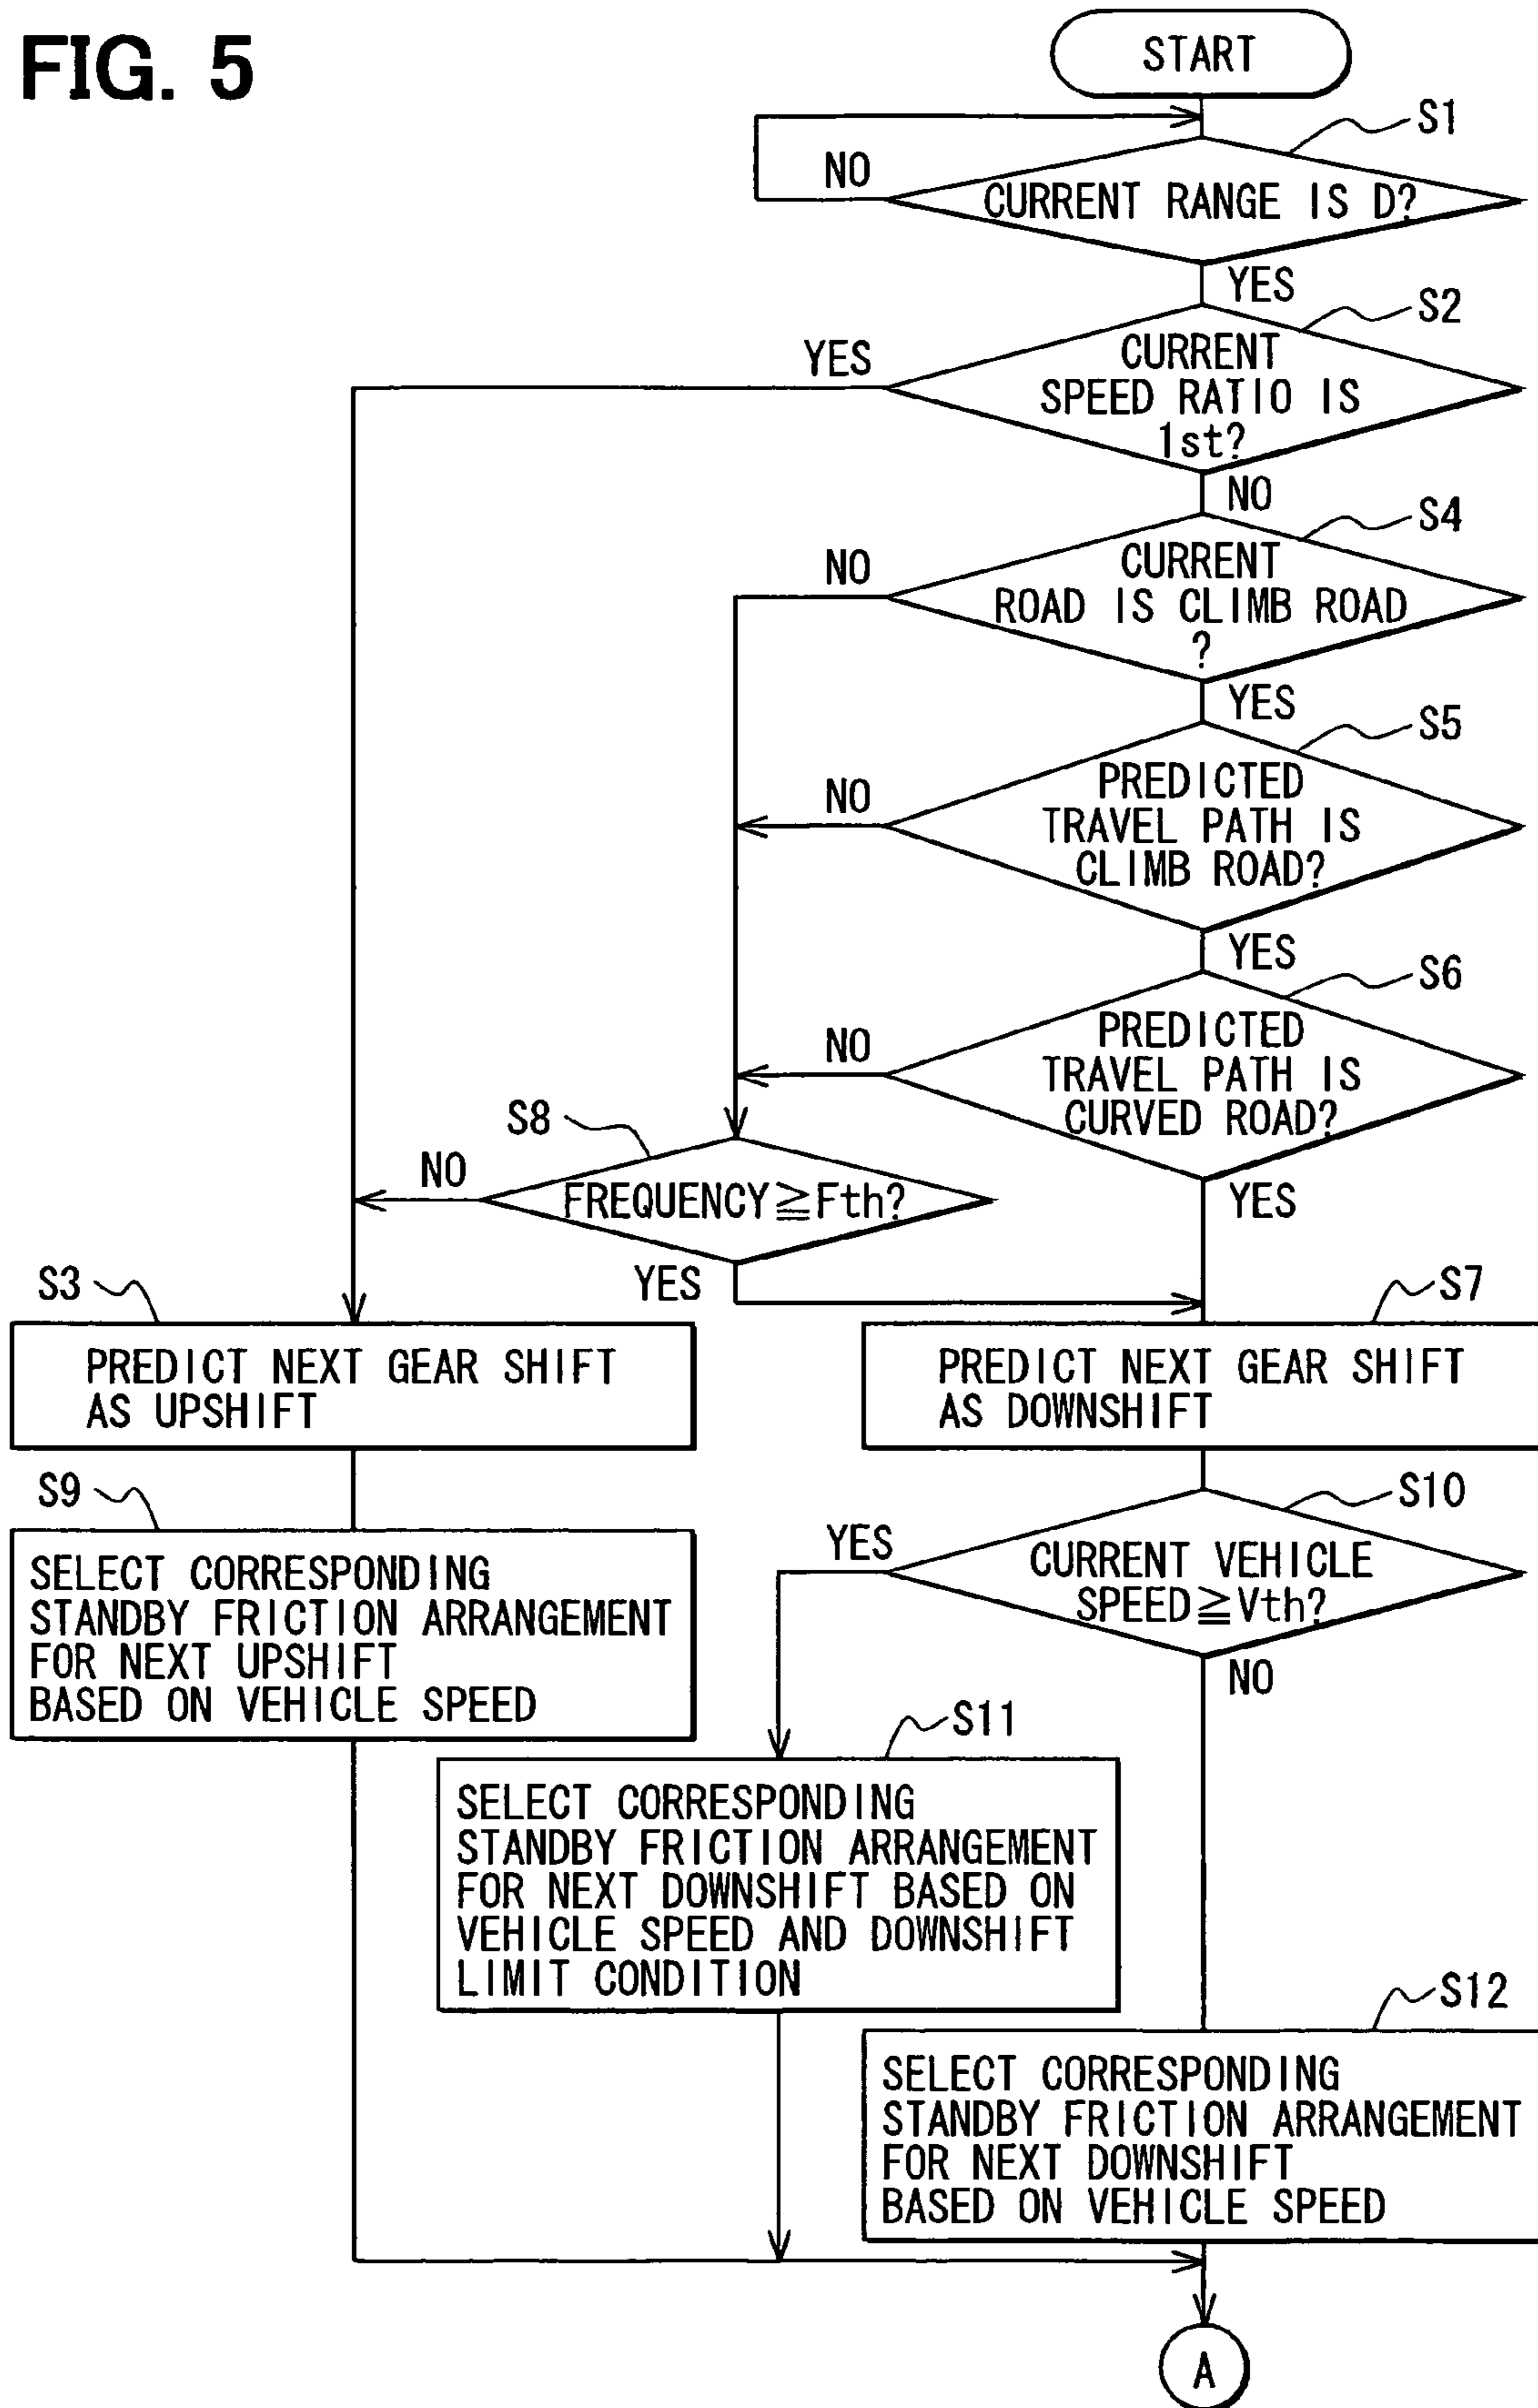 FIG. 5
START
S1
NO
CURRENT RANGE IS D?
YES
S2
YES
CURRENT
SPEED RATIO IS
1st?
NO
S4
NO
CURRENT
ROAD IS CLIMB ROAD
?
YES
S5
NO
PREDICTED
TRAVEL PATH IS
CLIMB ROAD?
YES
S6
NO
PREDICTED
TRAVEL PATH IS
CURVED ROAD?
YES
S8
NO
FREQUENCY≧Fth?
YES
S3
PREDICT NEXT GEAR SHIFT
AS UPSHIFT
S7
PREDICT NEXT GEAR SHIFT
AS DOWNSHIFT
S9
SELECT CORRESPONDING
STANDBY FRICTION ARRANGEMENT
FOR NEXT UPSHIFT
BASED ON VEHICLE SPEED
S10
YES
CURRENT VEHICLE
SPEED≧Vth?
NO
S11
SELECT CORRESPONDING
STANDBY FRICTION ARRANGEMENT
FOR NEXT DOWNSHIFT BASED ON
VEHICLE SPEED AND DOWNSHIFT
LIMIT CONDITION
S12
SELECT CORRESPONDING
STANDBY FRICTION ARRANGEMENT
FOR NEXT DOWNSHIFT
BASED ON VEHICLE SPEED
A